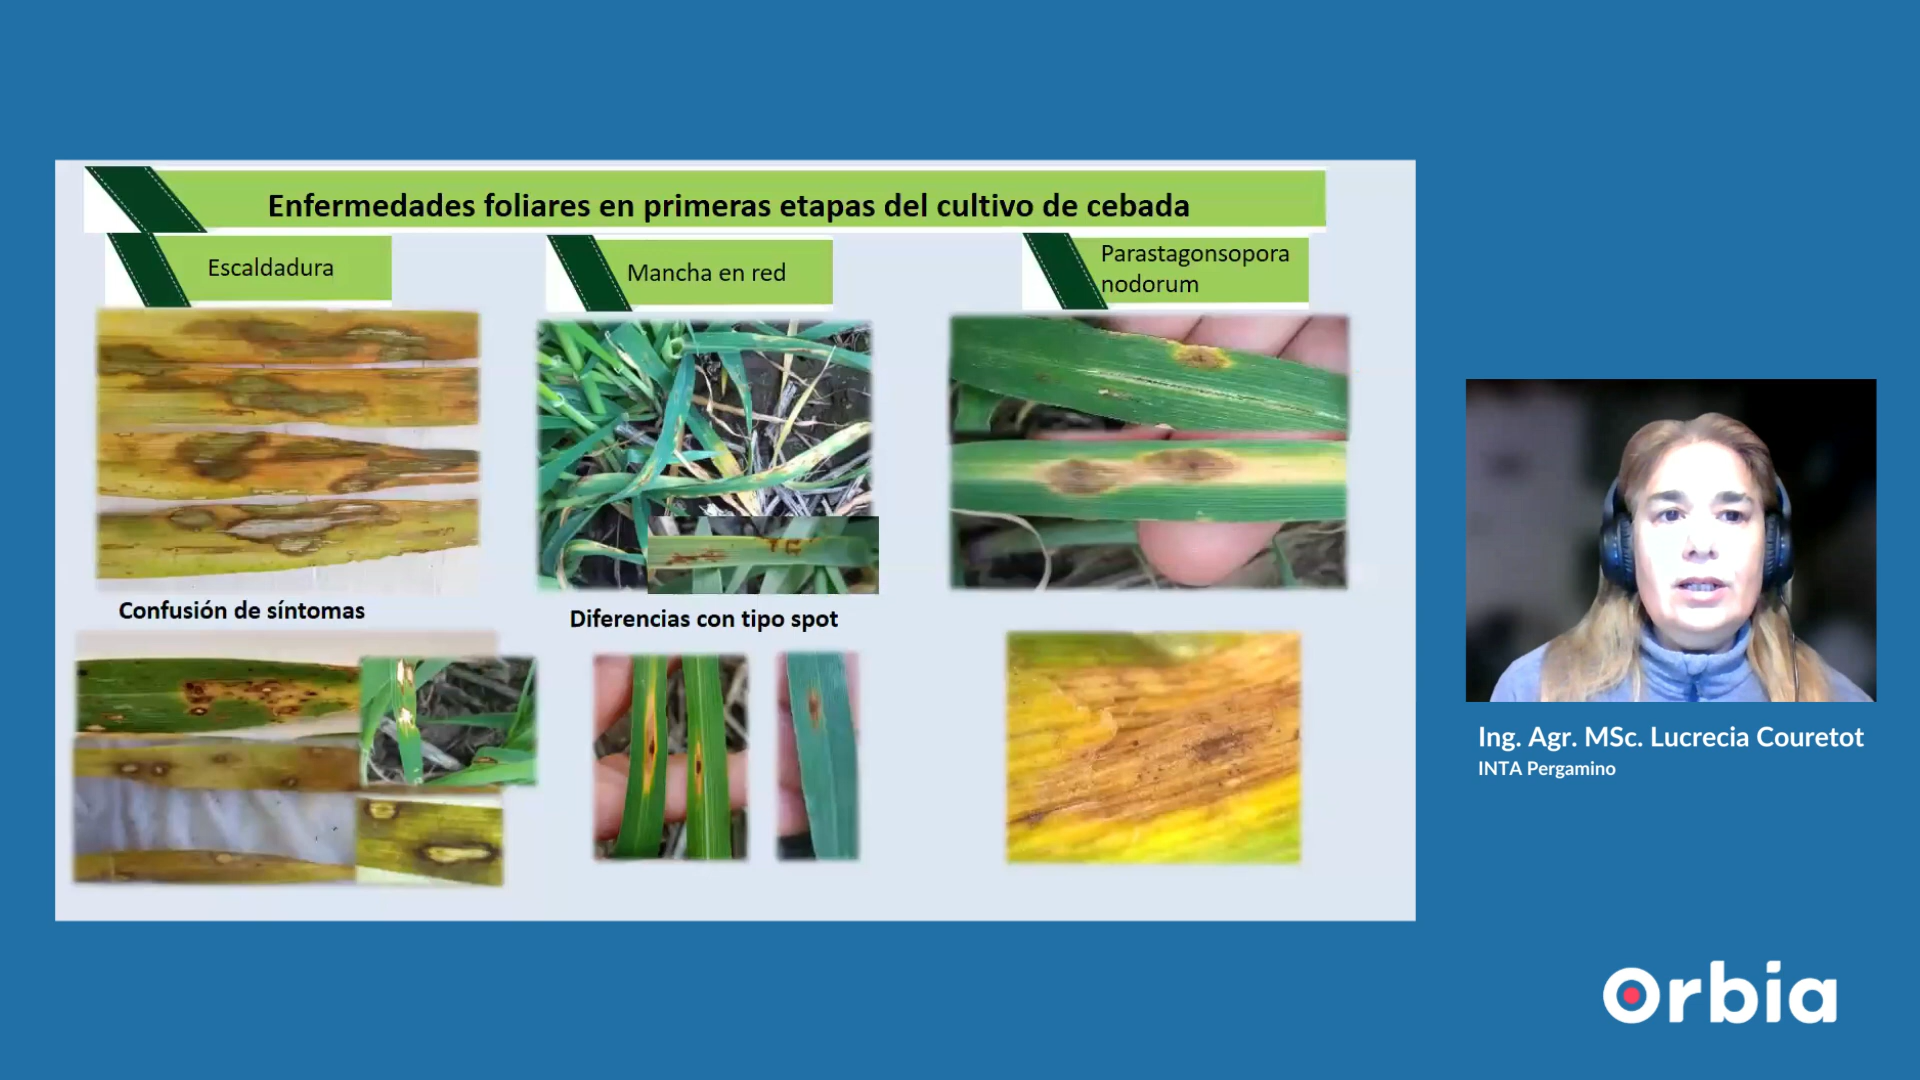 Enfermedades foliares en primeras etapas del cultivo de cebada
Escaldadura
Mancha en red
Parastagonsopora
nodorum
Confusión de síntomas
Diferencias con tipo spot
Ing. Agr. MSc. Lucrecia Couretot
INTA Pergamino
Orbia